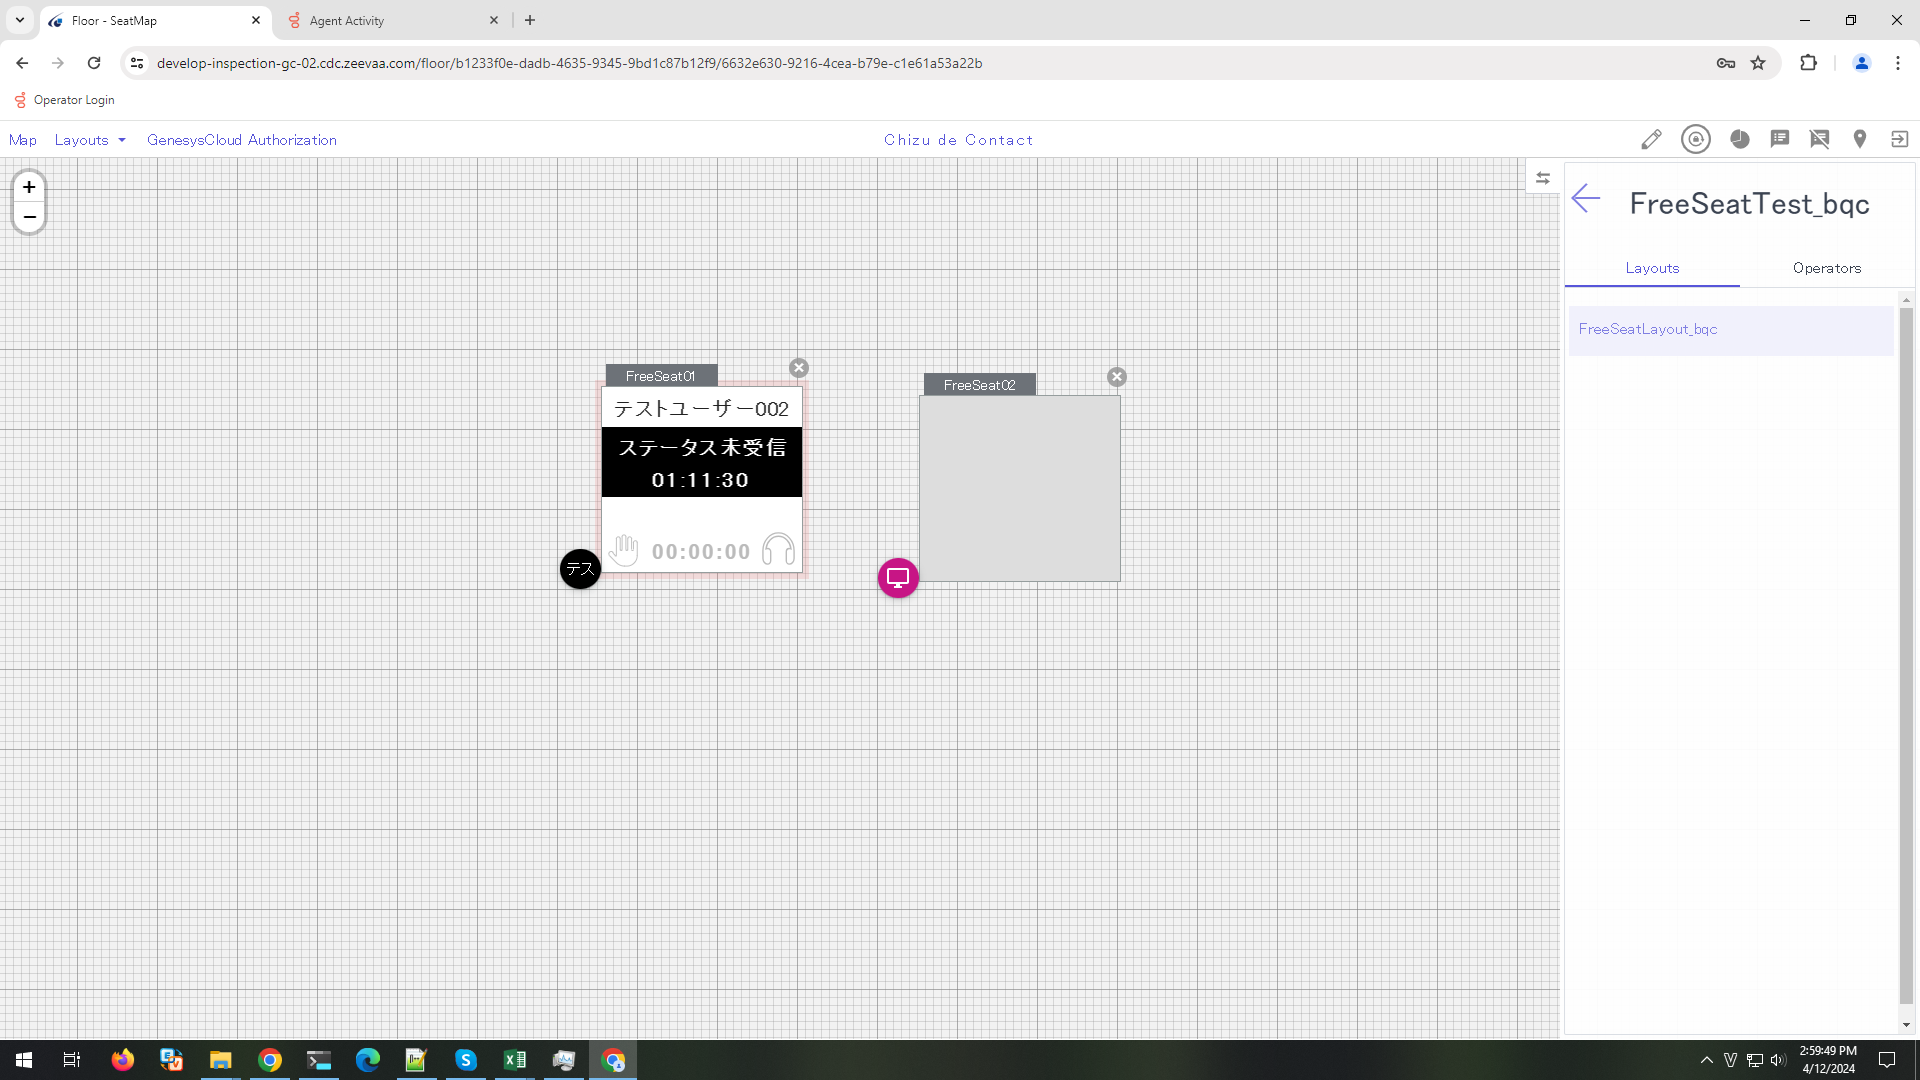 Floor - SeatMap
Agent Activity
develop-inspection-gc-02.cdc.zeevaa.com/floor/b1233f0e-dadb-4635-9345-9bd1c87b12f9/6632e630-9216-4cea-b79e-c1e61a53a22b
Operator Login
Map Layouts GenesysCloud Authorization Chizu de Contact
+
−
FreeSeatTest_bqc
Layouts Operators
FreeSeatLayout_bqc
FreeSeat01
テストユーザー002
ステータス未受信
01:11:30
00:00:00
テス
FreeSeat02
2:59:49 PM
4/12/2024